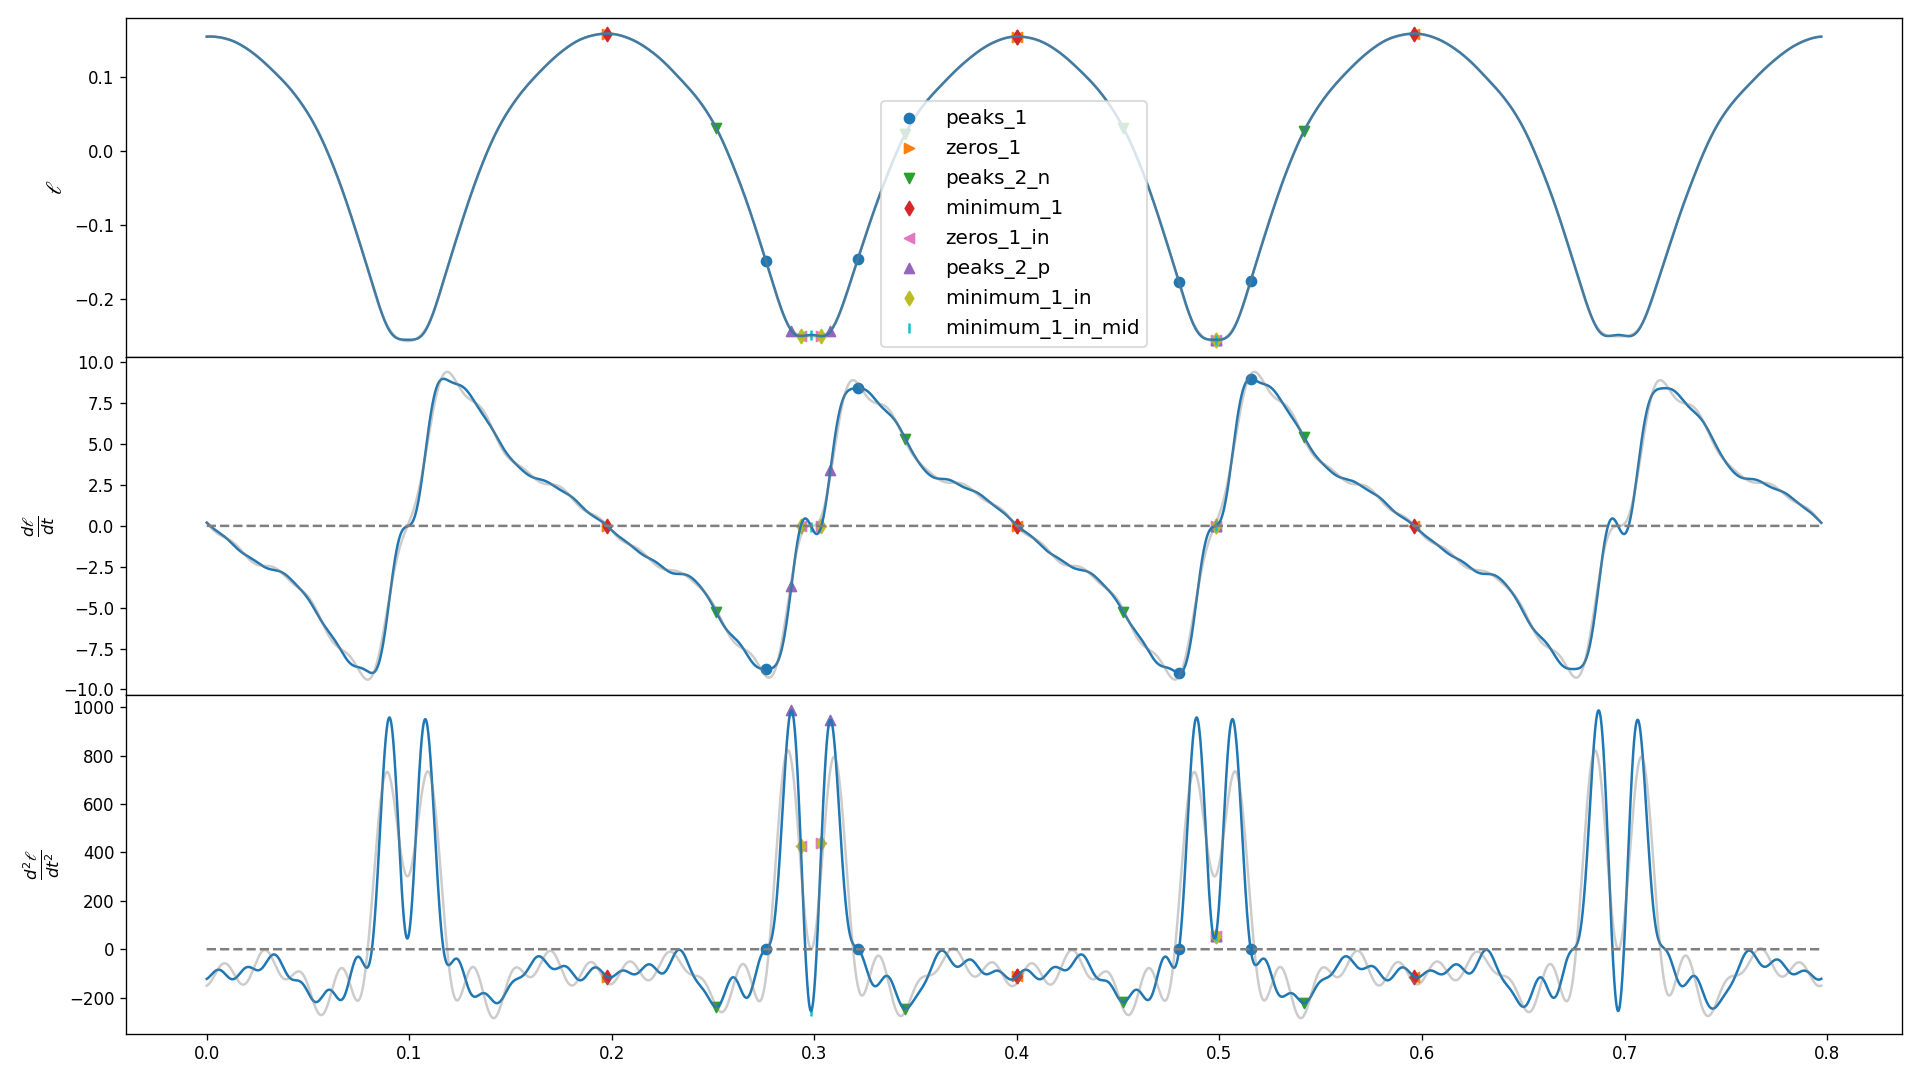 0.1
0.0
−0.1
−0.2
ℓ
peaks_1
zeros_1
peaks_2_n
minimum_1
zeros_1_in
peaks_2_p
minimum_1_in
minimum_1_in_mid
10.0
7.5
5.0
2.5
0.0
−2.5
−5.0
−7.5
−10.0
dℓ
dt
1000
800
600
400
200
0
−200
d²ℓ
dt²
0.0 0.1 0.2 0.3 0.4 0.5 0.6 0.7 0.8